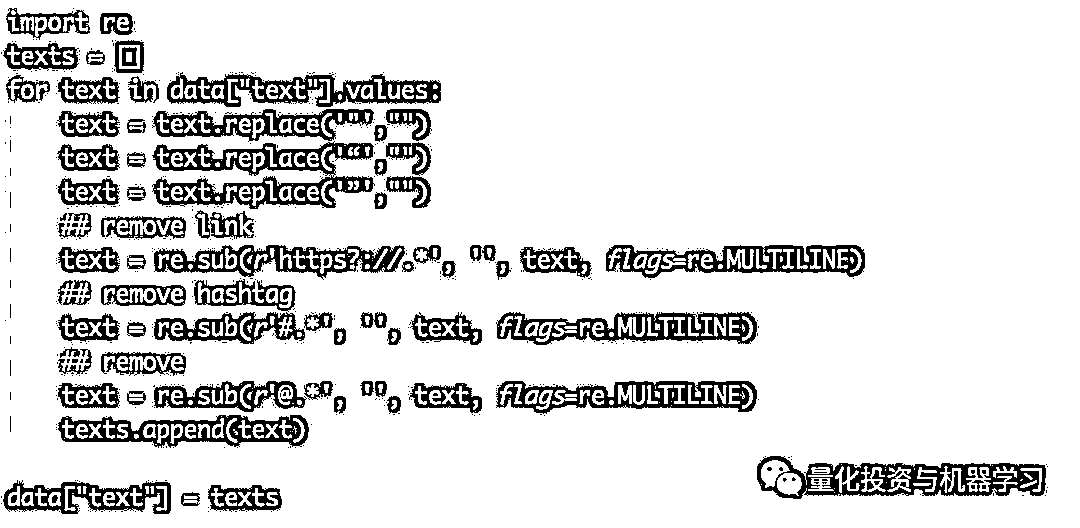 import re
texts = []
for text in data["text"].values:
    text = text.replace('"',"")
    text = text.replace('“',"")
    text = text.replace('”',"")
    ## remove link
    text = re.sub(r'https?://.*', '', text, flags=re.MULTILINE)
    ## remove hashtag
    text = re.sub(r'#.*', '', text, flags=re.MULTILINE)
    ## remove
    text = re.sub(r'@.*', '', text, flags=re.MULTILINE)
    texts.append(text)
data["text"] = texts
量化投资与机器学习